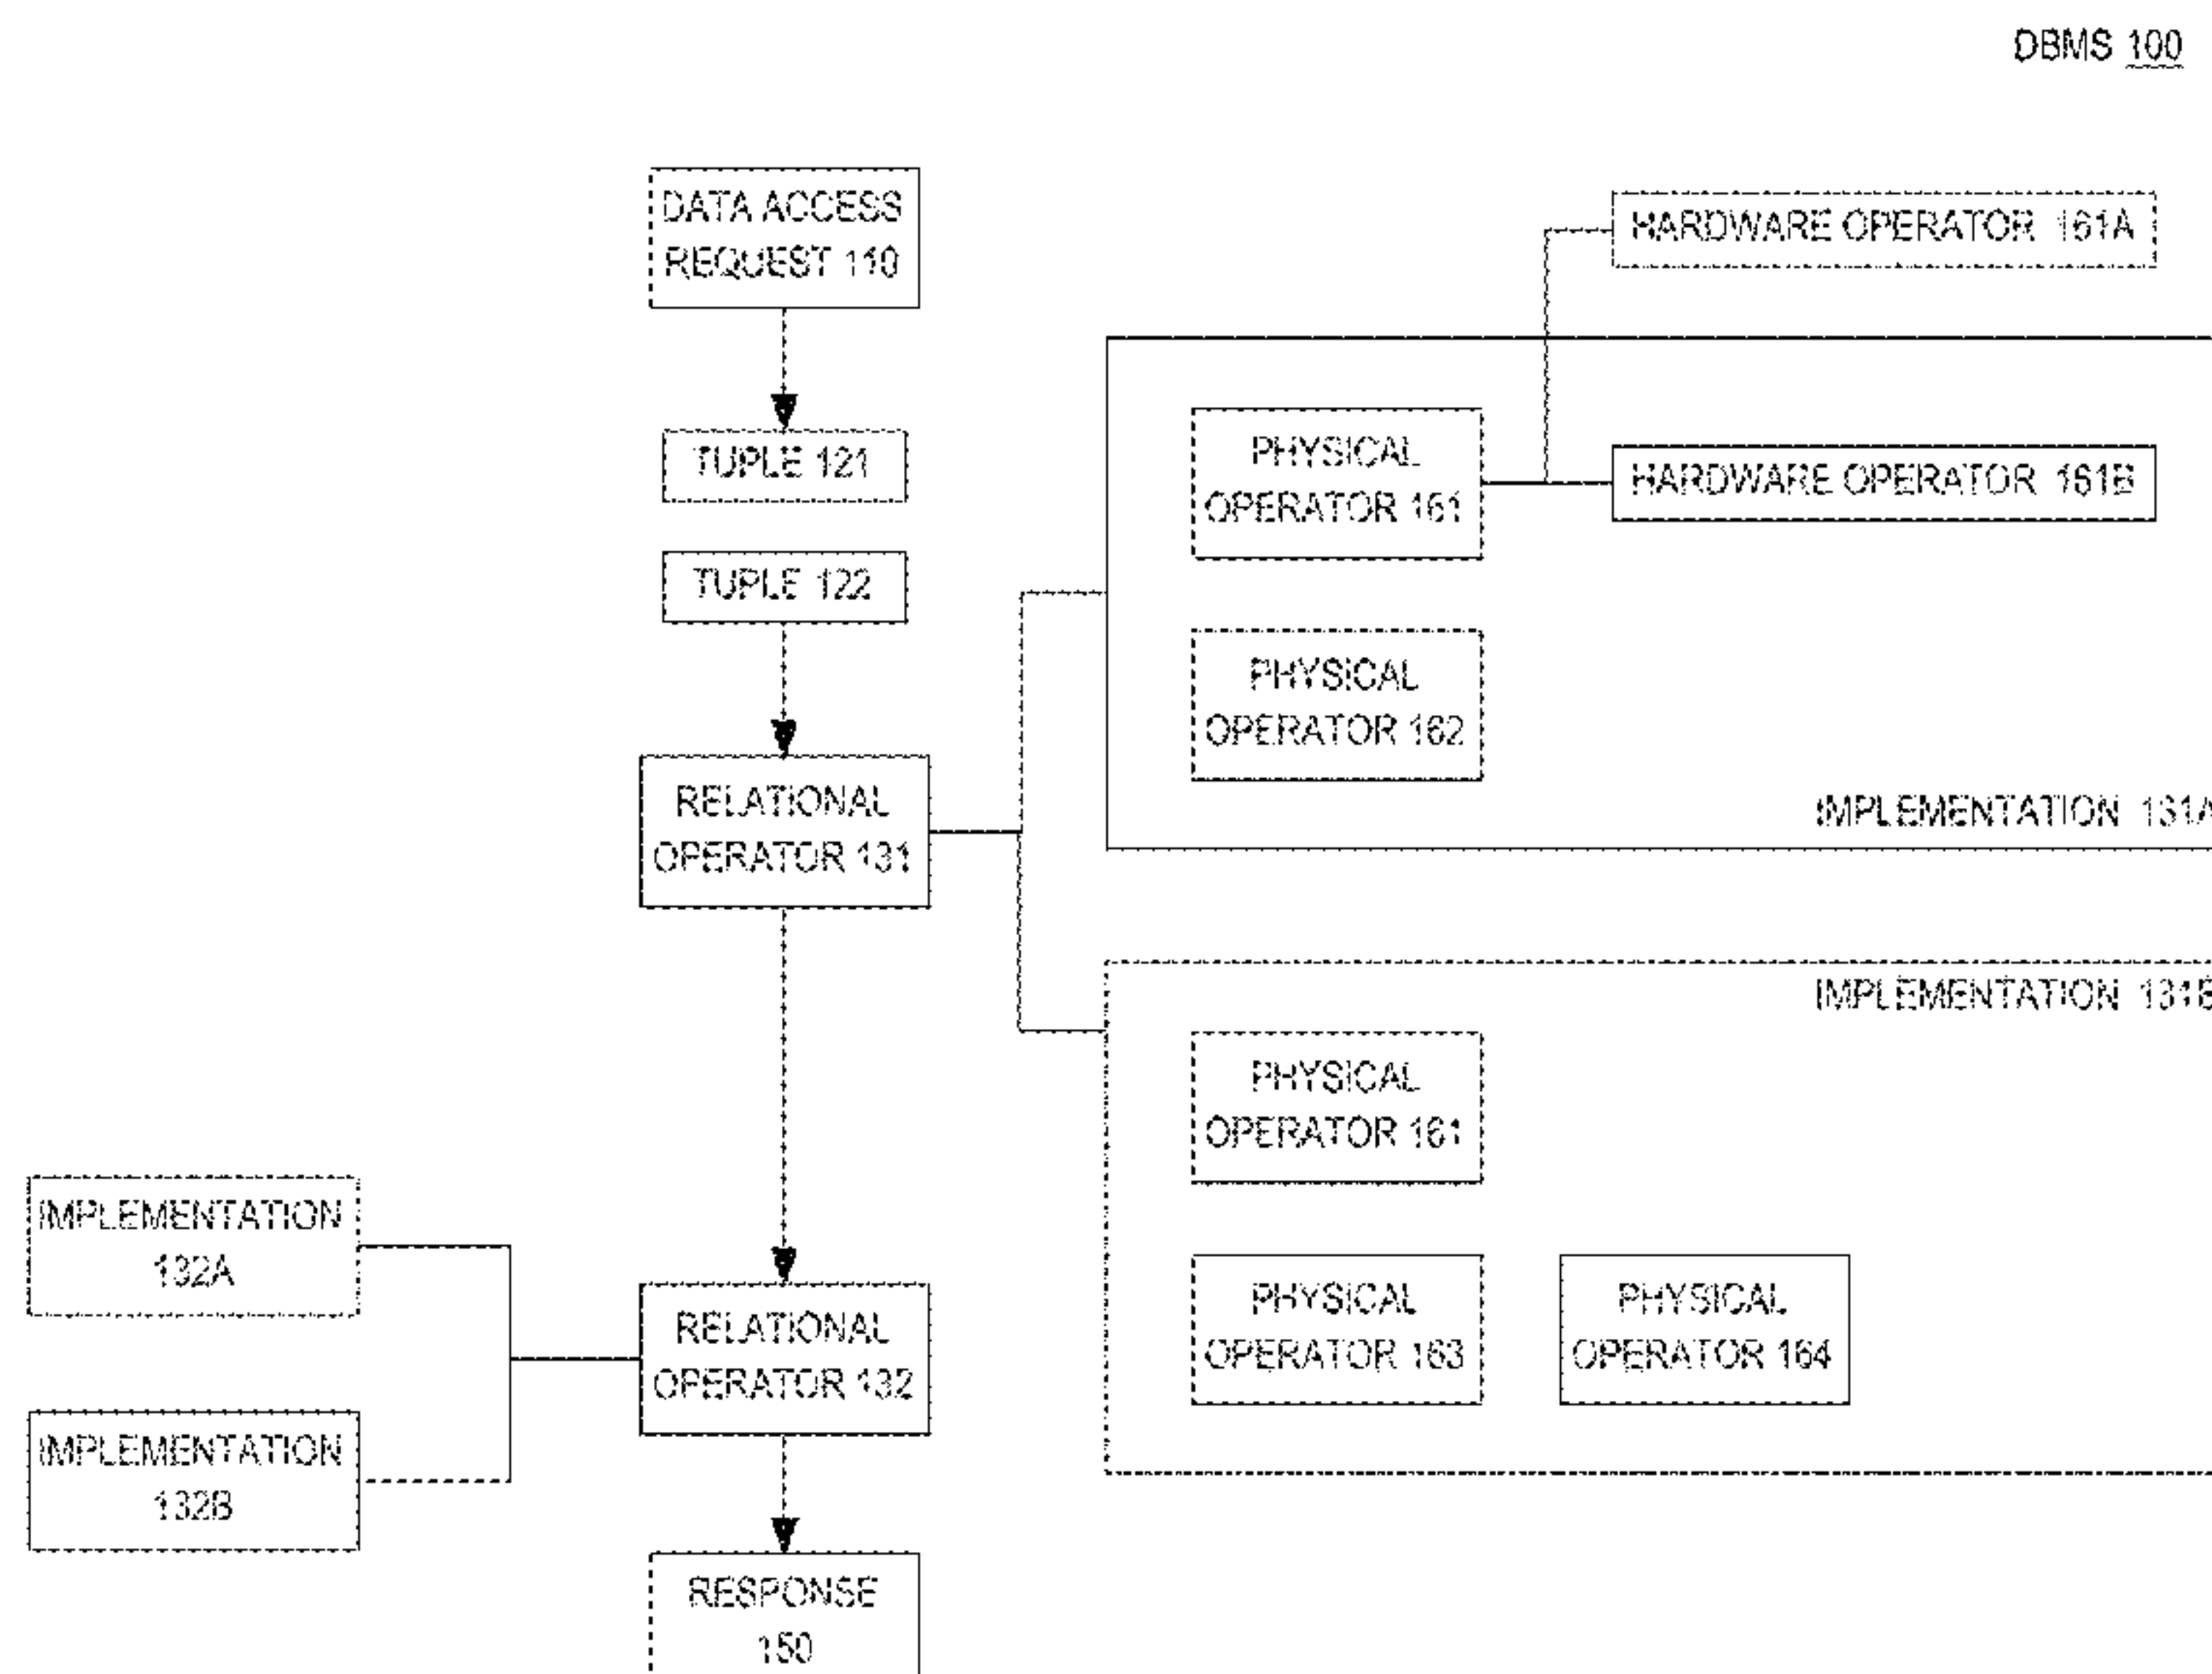 DBMS 100
DATA ACCESS
REQUEST 110
HARDWARE OPERATOR 161A
TUPLE 121
PHYSICAL
OPERATOR 161
HARDWARE OPERATOR 161B
TUPLE 122
PHYSICAL
OPERATOR 162
RELATIONAL
OPERATOR 131
IMPLEMENTATION 131A
IMPLEMENTATION 131B
PHYSICAL
OPERATOR 161
IMPLEMENTATION
132A
PHYSICAL
OPERATOR 163
PHYSICAL
OPERATOR 164
RELATIONAL
OPERATOR 132
IMPLEMENTATION
132B
RESPONSE
150